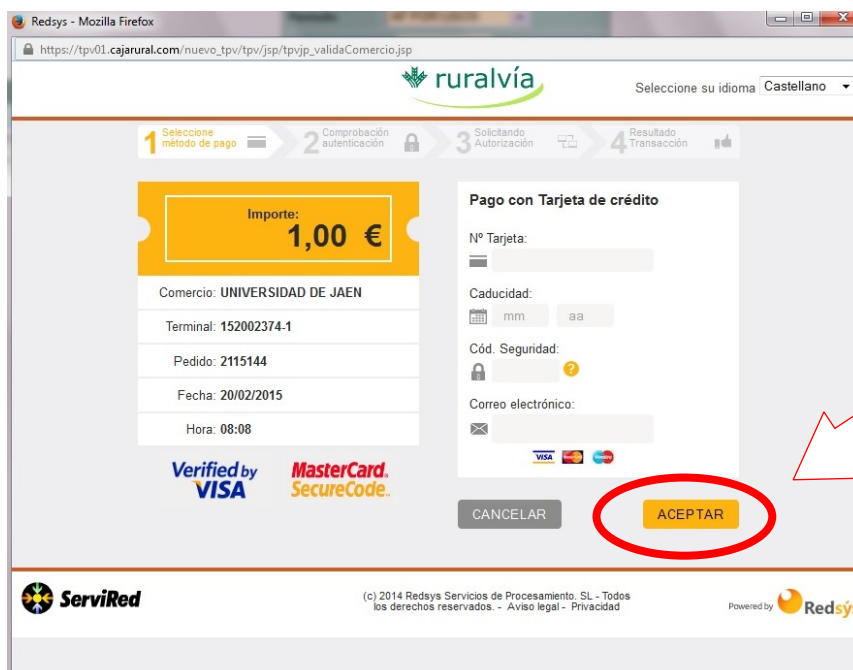 Redsys - Mozilla Firefox
https://tpv01.cajarural.com/nuevo_tpv/tpv/jsp/tpvjp_validaComercio.jsp
ruralvía
Seleccione su idioma Castellano
1 Seleccione método de pago
2 Comprobación autenticación
3 Solicitando Autorización
4 Resultado Transacción
Importe:
1,00 €
Comercio: UNIVERSIDAD DE JAEN
Terminal: 152002374-1
Pedido: 2115144
Fecha: 20/02/2015
Hora: 08:08
Verified by
VISA
MasterCard.
SecureCode.
Pago con Tarjeta de crédito
Nº Tarjeta:
Caducidad:
mm aa
Cód. Seguridad:
?
Correo electrónico:
VISA
CANCELAR
ACEPTAR
ServiRed
(c) 2014 Redsys Servicios de Procesamiento. SL - Todos
los derechos reservados. - Aviso legal - Privacidad
Powered by Redsýs